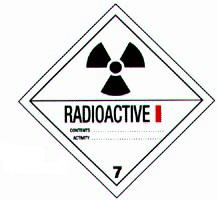 RADIOACTIVE I
CONTENTS ........................
ACTIVITY ........................
7